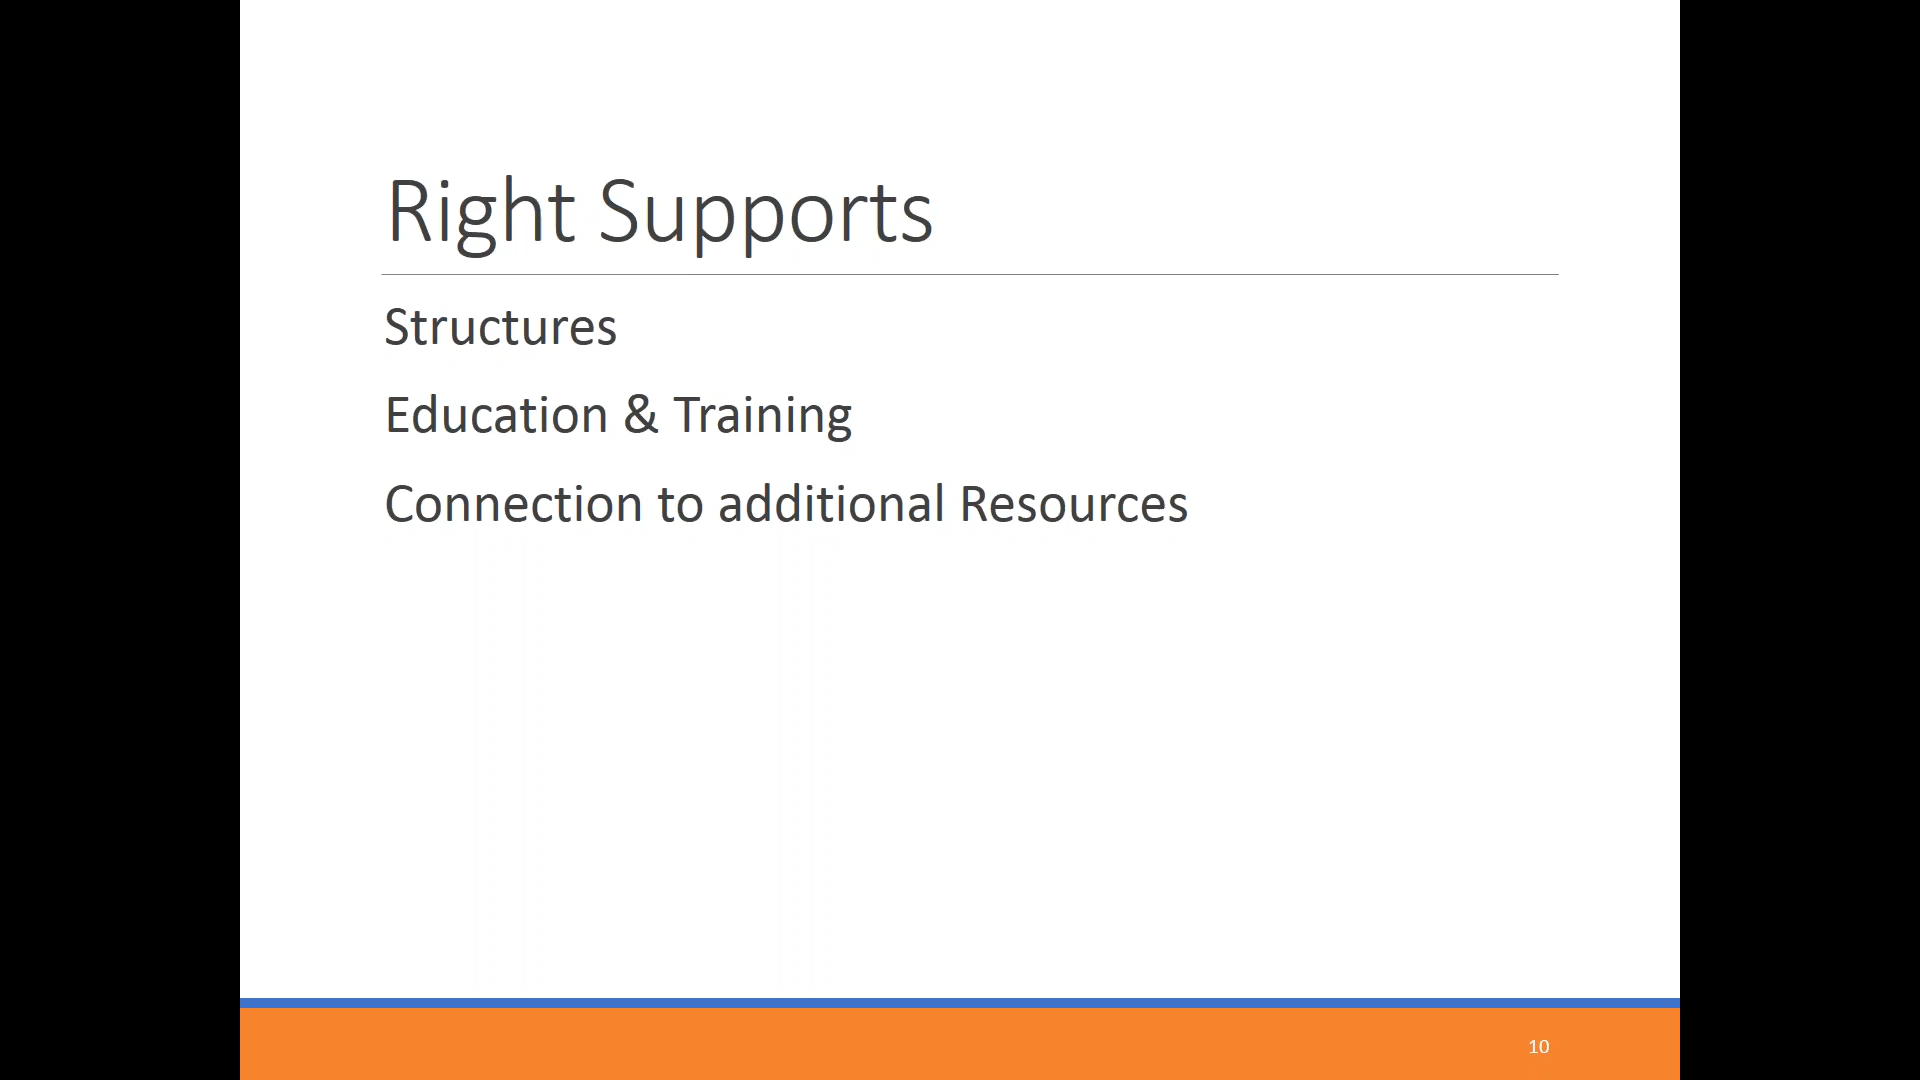 Right Supports
Structures
Education & Training
Connection to additional Resources
10